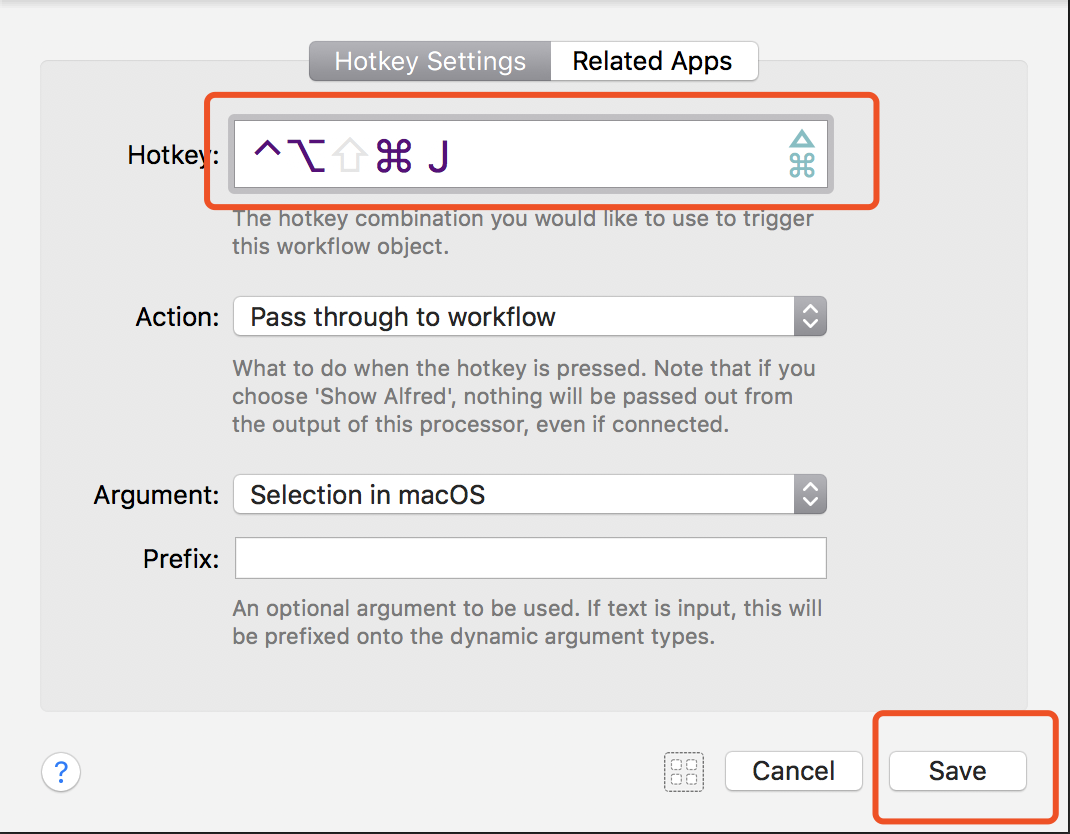 Hotkey Settings
Related Apps
Hotkey:
^⌥⇧⌘ J
The hotkey combination you would like to use to trigger
this workflow object.
Action:
Pass through to workflow
What to do when the hotkey is pressed. Note that if you
choose 'Show Alfred', nothing will be passed out from
the output of this processor, even if connected.
Argument:
Selection in macOS
Prefix:
An optional argument to be used. If text is input, this will
be prefixed onto the dynamic argument types.
?
Cancel
Save